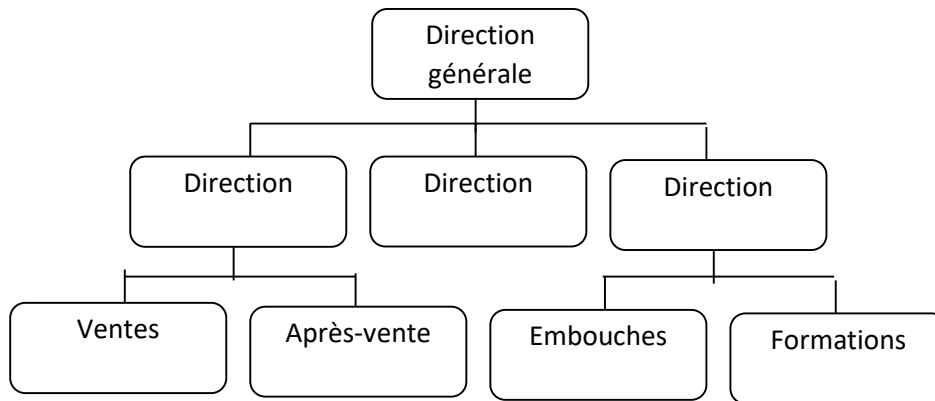 Direction
générale
Direction
Direction
Direction
Ventes
Après-vente
Embouches
Formations